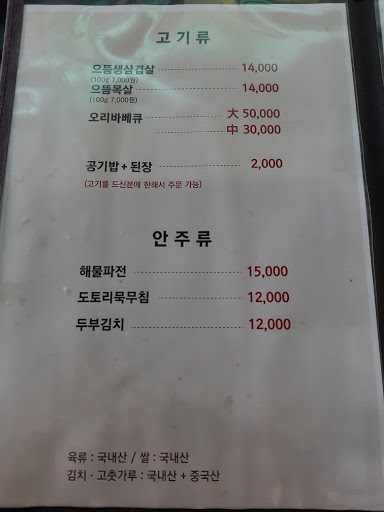 고기류
으뜸생삼겹살 14,000
(100g 7,000원)
으뜸목살 14,000
(100g 7,000원)
오리바베큐 大 50,000
中 30,000
공기밥 + 된장 2,000
(고기를 드신분에 한해서 주문 가능)
안주류
해물파전 15,000
도토리묵무침 12,000
두부김치 12,000
육류 : 국내산 / 쌀 : 국내산
김치 · 고춧가루 : 국내산 + 중국산